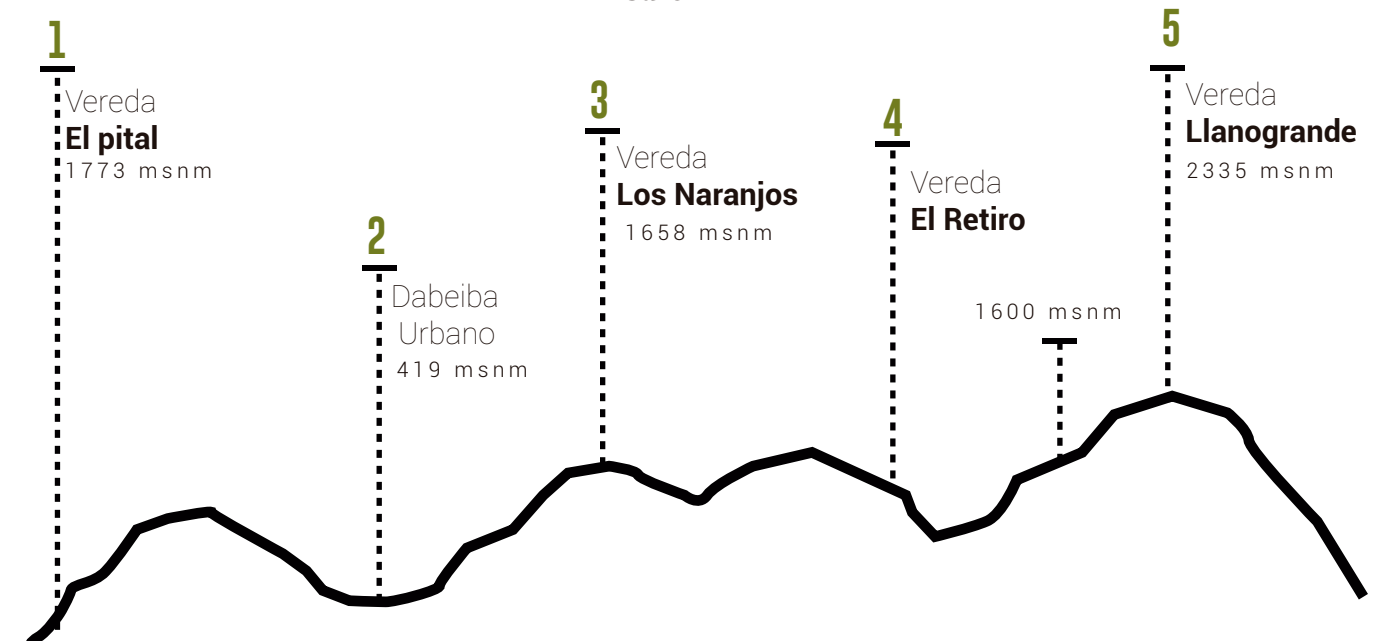 1
Vereda
El pital
1773 msnm
2
Dabeiba
Urbano
419 msnm
3
Vereda
Los Naranjos
1658 msnm
4
Vereda
El Retiro
1600 msnm
5
Vereda
Llanogrande
2335 msnm